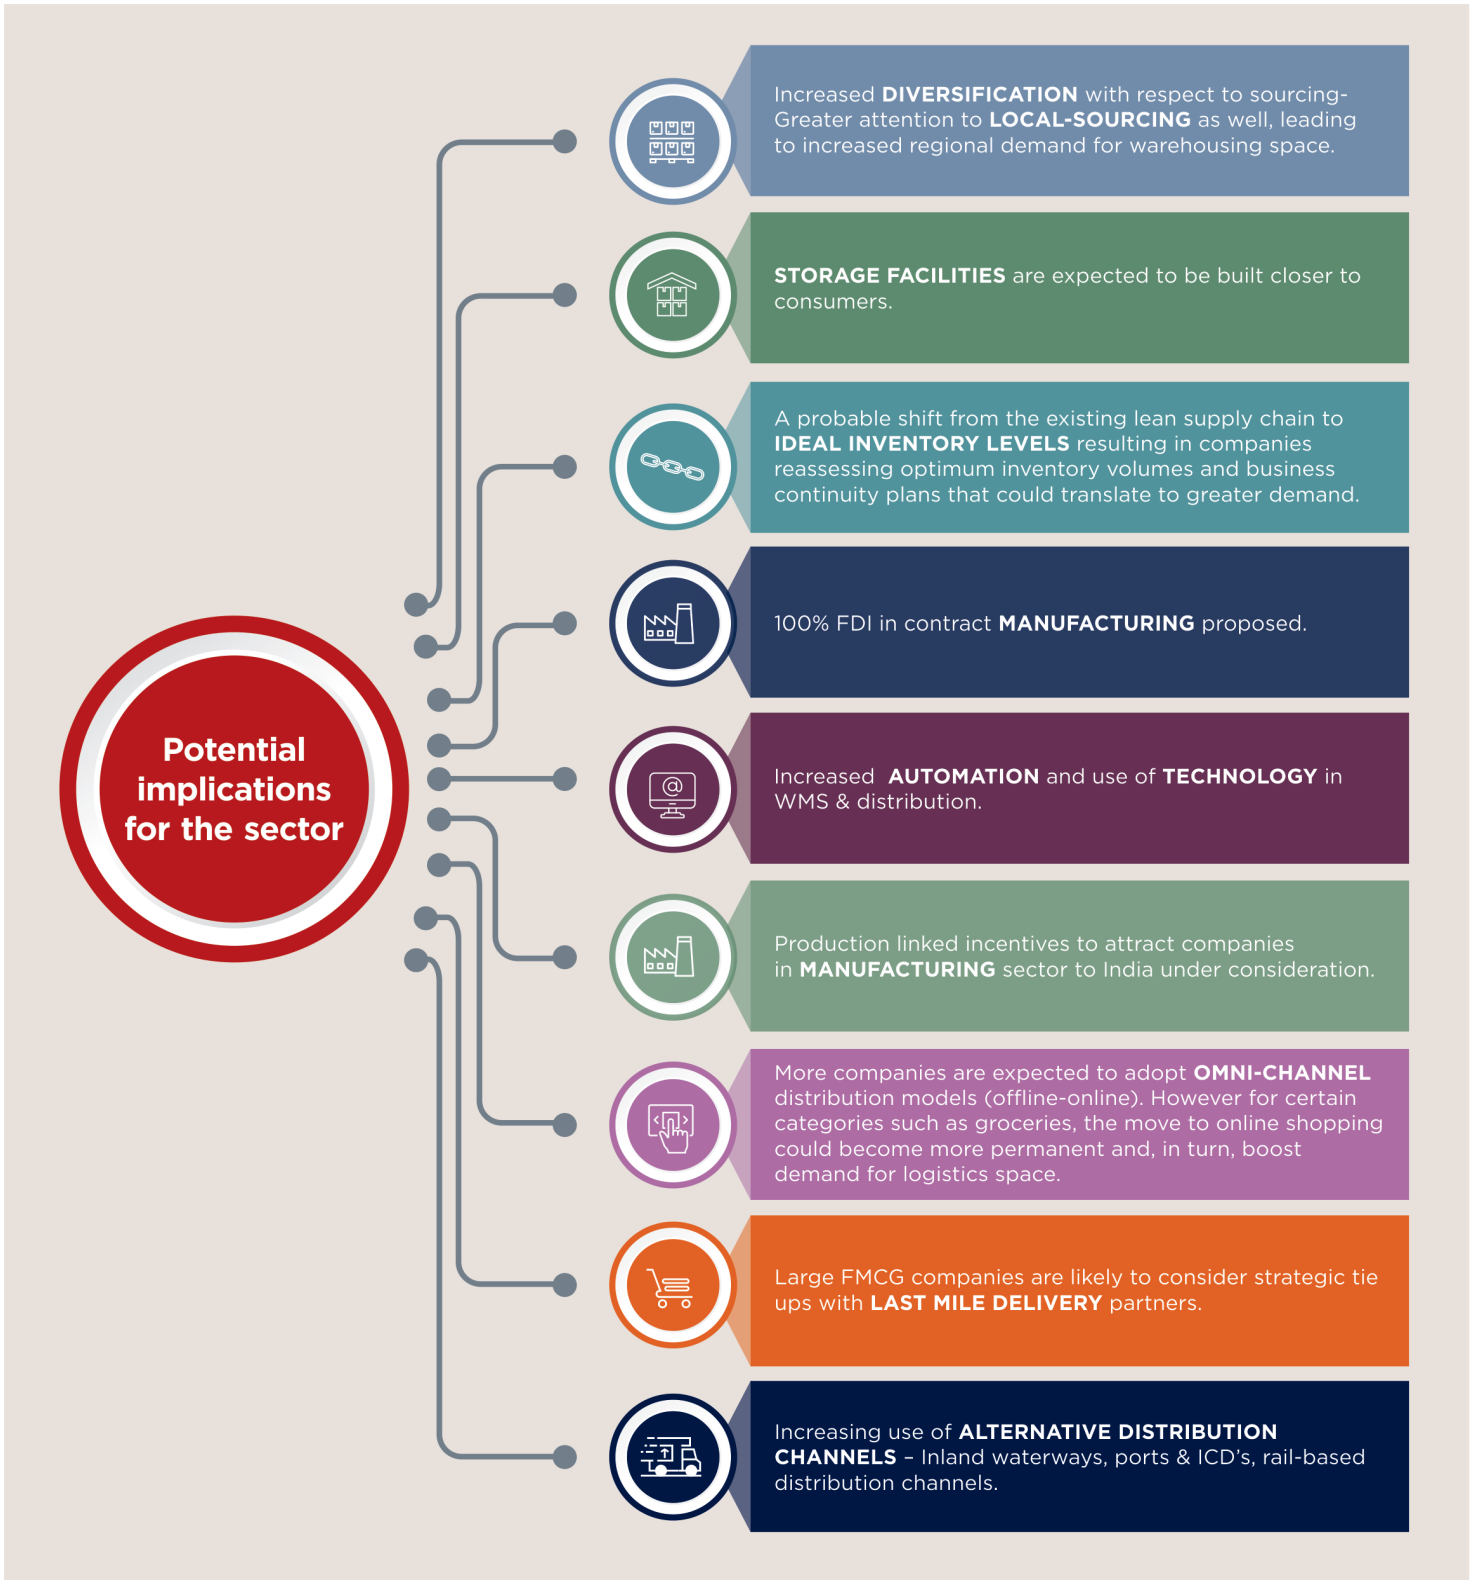 Potential
implications
for the sector
Increased DIVERSIFICATION with respect to sourcing-
Greater attention to LOCAL-SOURCING as well, leading
to increased regional demand for warehousing space.
STORAGE FACILITIES are expected to be built closer to
consumers.
A probable shift from the existing lean supply chain to
IDEAL INVENTORY LEVELS resulting in companies
reassessing optimum inventory volumes and business
continuity plans that could translate to greater demand.
100% FDI in contract MANUFACTURING proposed.
Increased AUTOMATION and use of TECHNOLOGY in
WMS & distribution.
Production linked incentives to attract companies
in MANUFACTURING sector to India under consideration.
More companies are expected to adopt OMNI-CHANNEL
distribution models (offline-online). However for certain
categories such as groceries, the move to online shopping
could become more permanent and, in turn, boost
demand for logistics space.
Large FMCG companies are likely to consider strategic tie
ups with LAST MILE DELIVERY partners.
Increasing use of ALTERNATIVE DISTRIBUTION
CHANNELS – Inland waterways, ports & ICD's, rail-based
distribution channels.